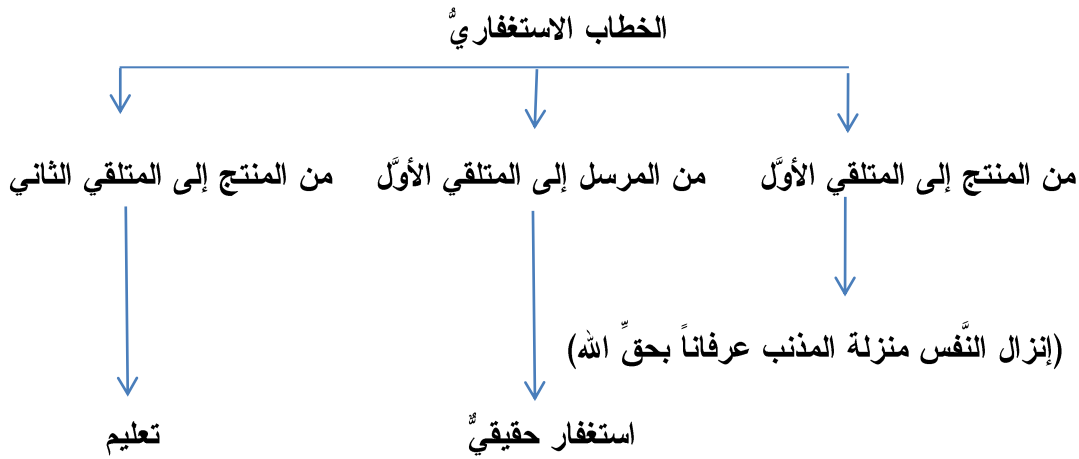 الخطاب الاستغفاريُّ
من المنتج إلى المتلقي الأوَّل
من المرسل إلى المتلقي الأوَّل
من المنتج إلى المتلقي الثاني
(إنزال النَّفس منزلة المذنب عرفاناً بحقِّ الله)
استغفار حقيقيٌّ
تعليم